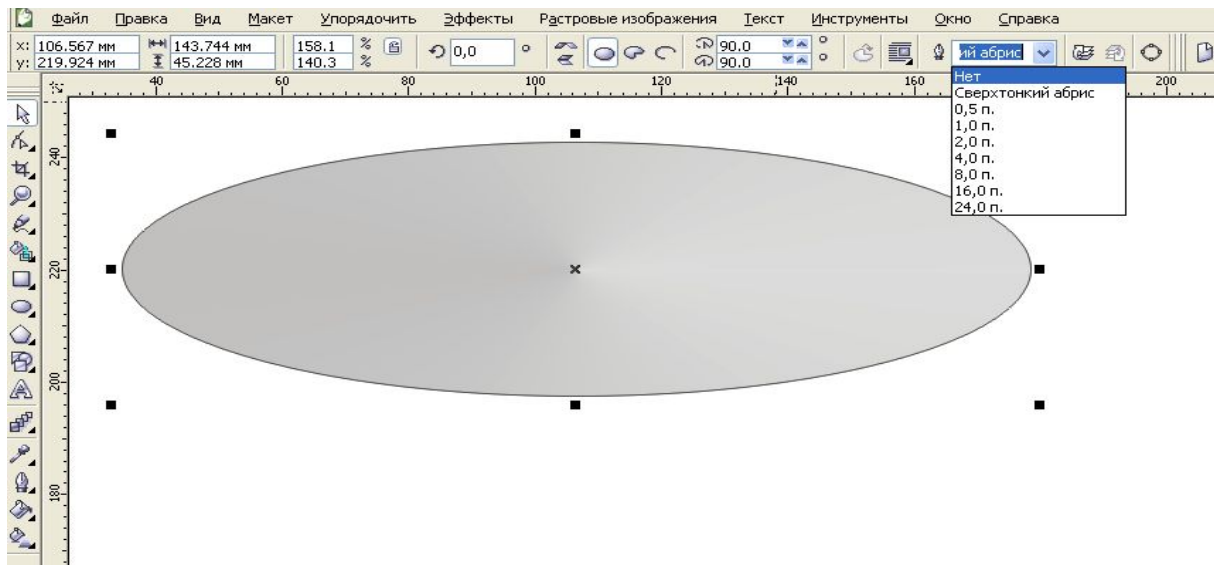 Файл Правка Вид Макет Упорядочить Эффекты Растровые изображения Текст Инструменты Окно Справка
x: 106.567 мм 143.744 мм 158.1 % 0,0 ° 90.0 ° ий абрис
y: 219.924 мм 45.228 мм 140.3 % 90.0 °
40 60 80 100 120 140 160 200
Нет
Сверхтонкий абрис
0,5 п.
1,0 п.
2,0 п.
4,0 п.
8,0 п.
16,0 п.
24,0 п.
240
220
200
180